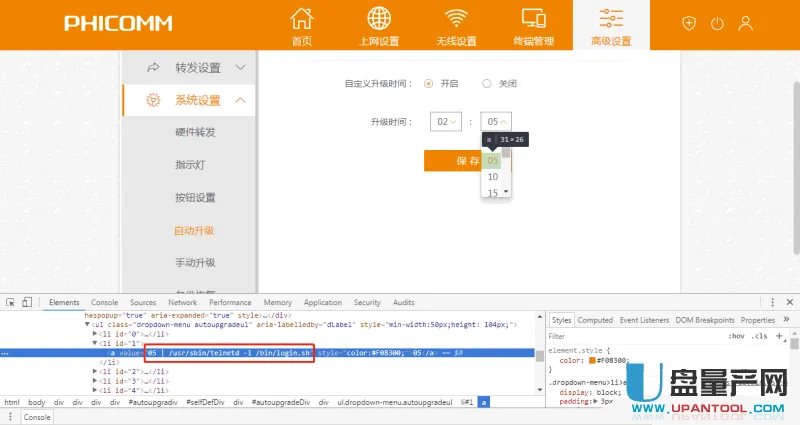 PHICOMM
首页
上网设置
无线设置
终端管理
高级设置
转发设置
系统设置
硬件转发
指示灯
按钮设置
自动升级
手动升级
自定义升级时间： 开启 关闭
升级时间： 02 : 05
a 31×26
保 存
05
10
15
Elements Console Sources Network Performance Memory Application Security Audits
haspopup="true" aria-expanded="true" style>…</div>
▼<ul class="dropdown-menu autoupgradeul" aria-labelledby="dLabel" style="min-width:50px;height: 104px;">
▶<li id="0">…</li>
▼<li id="1">
… <a value="05 | /usr/sbin/telnetd -l /bin/login.sh" style="color:#F08300;">05</a> == $0
</li>
▶<li id="2">…</li>
▶<li id="3">…</li>
▶<li id="4">…</li>
html body div div div div #autoupgradiv #selfDefDiv div #autoupgradeDiv div ul.dropdown-menu.autoupgradeul li#1 a
Styles Computed Event Listeners DOM Breakpoints Properties »
Filter :hov .cls +
element.style {
color: #F08300;
}
.dropdown-menu>li>a
display: block;
padding: ▶ 3px
Console
U盘量产网
WWW.UPANTOOL.COM